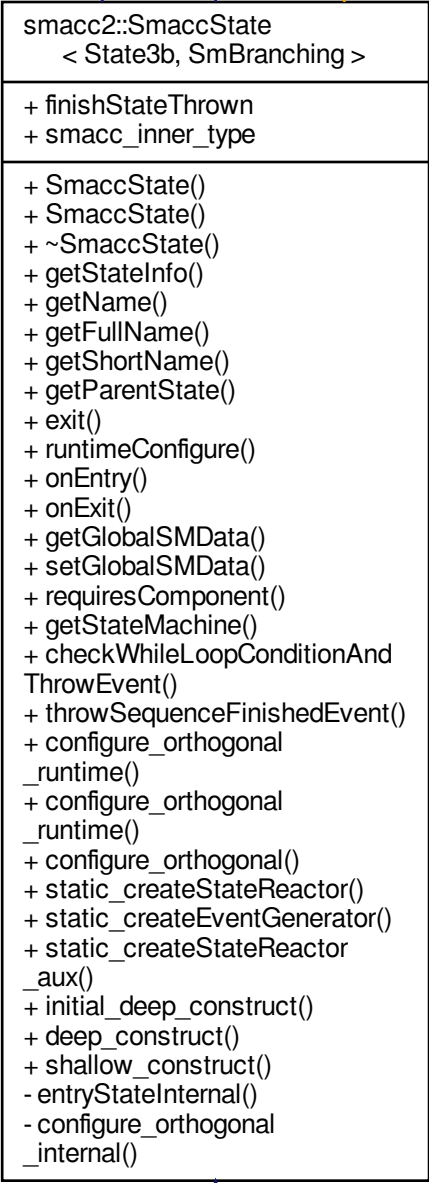 smacc2::SmaccState
< State3b, SmBranching >
+ finishStateThrown
+ smacc_inner_type
+ SmaccState()
+ SmaccState()
+ ~SmaccState()
+ getStateInfo()
+ getName()
+ getFullName()
+ getShortName()
+ getParentState()
+ exit()
+ runtimeConfigure()
+ onEntry()
+ onExit()
+ getGlobalSMData()
+ setGlobalSMData()
+ requiresComponent()
+ getStateMachine()
+ checkWhileLoopConditionAnd
ThrowEvent()
+ throwSequenceFinishedEvent()
+ configure_orthogonal
_runtime()
+ configure_orthogonal
_runtime()
+ configure_orthogonal()
+ static_createStateReactor()
+ static_createEventGenerator()
+ static_createStateReactor
_aux()
+ initial_deep_construct()
+ deep_construct()
+ shallow_construct()
- entryStateInternal()
- configure_orthogonal
_internal()